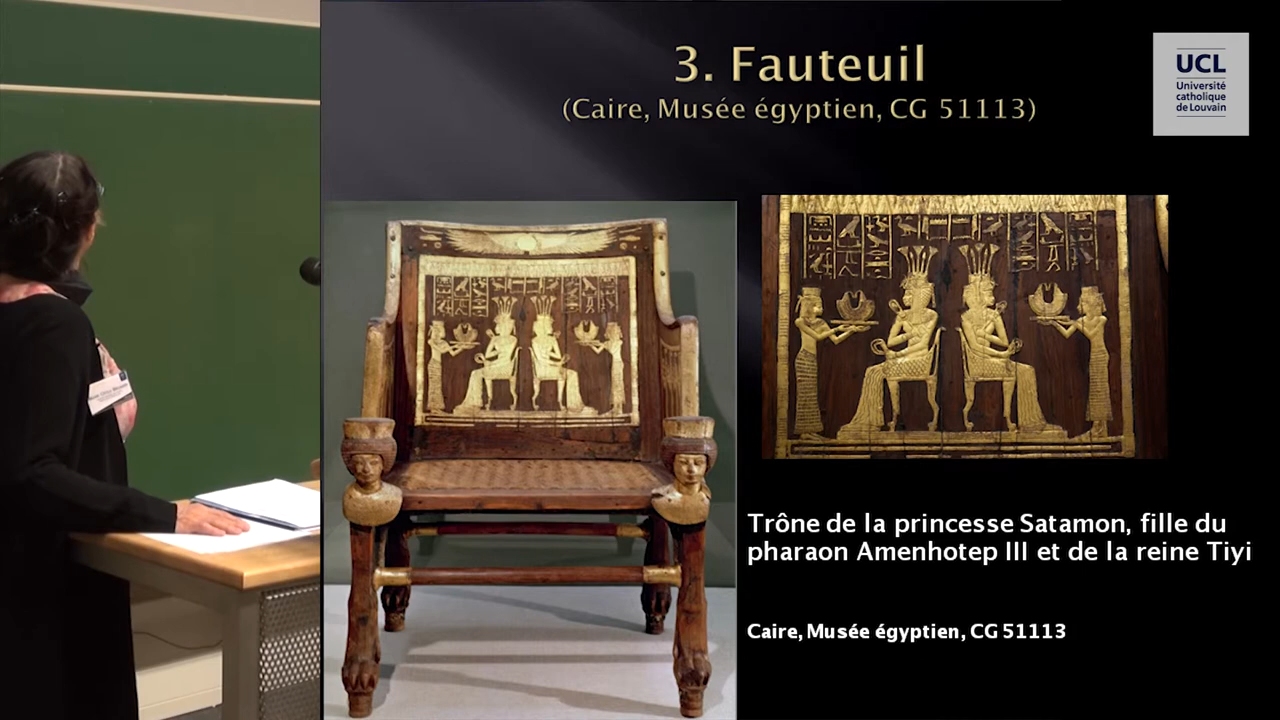 3. Fauteuil
(Caire, Musée égyptien, CG 51113)
UCL
Université
catholique
de Louvain
Trône de la princesse Satamon, fille du
pharaon Amenhotep III et de la reine Tiyi
Caire, Musée égyptien, CG 51113